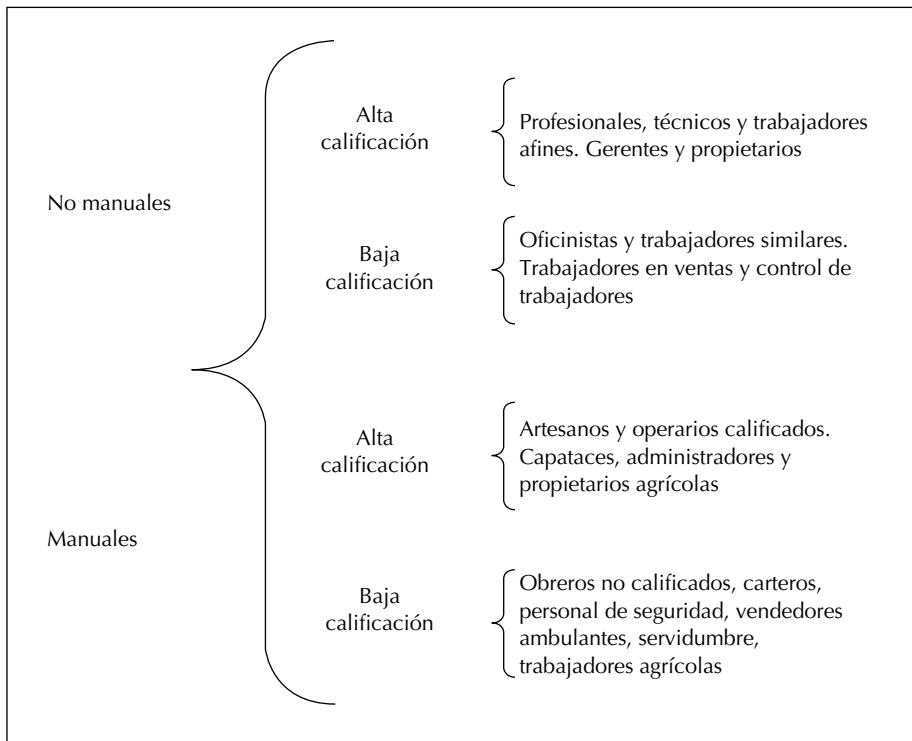 No manuales
Alta
calificación
Profesionales, técnicos y trabajadores
afines. Gerentes y propietarios
Baja
calificación
Oficinistas y trabajadores similares.
Trabajadores en ventas y control de
trabajadores
Manuales
Alta
calificación
Artesanos y operarios calificados.
Capataces, administradores y
propietarios agrícolas
Baja
calificación
Obreros no calificados, carteros,
personal de seguridad, vendedores
ambulantes, servidumbre,
trabajadores agrícolas